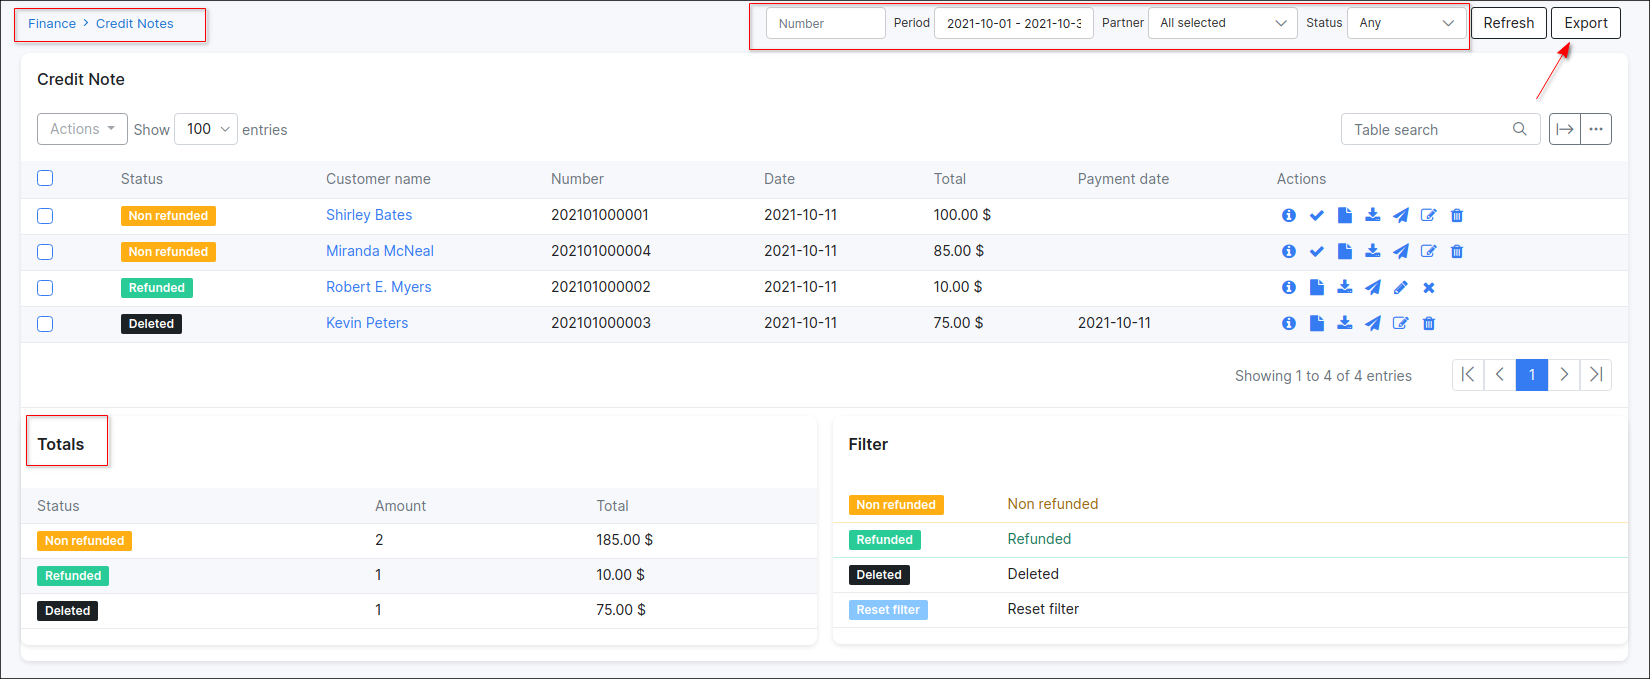 Finance > Credit Notes
Number Period 2021-10-01 - 2021-10-3 Partner All selected Status Any Refresh Export
Credit Note
Actions Show 100 entries Table search
Status Customer name Number Date Total Payment date Actions
Non refunded Shirley Bates 202101000001 2021-10-11 100.00 $
Non refunded Miranda McNeal 202101000004 2021-10-11 85.00 $
Refunded Robert E. Myers 202101000002 2021-10-11 10.00 $
Deleted Kevin Peters 202101000003 2021-10-11 75.00 $ 2021-10-11
Showing 1 to 4 of 4 entries 1
Totals
Status Amount Total
Non refunded 2 185.00 $
Refunded 1 10.00 $
Deleted 1 75.00 $
Filter
Non refunded Non refunded
Refunded Refunded
Deleted Deleted
Reset filter Reset filter